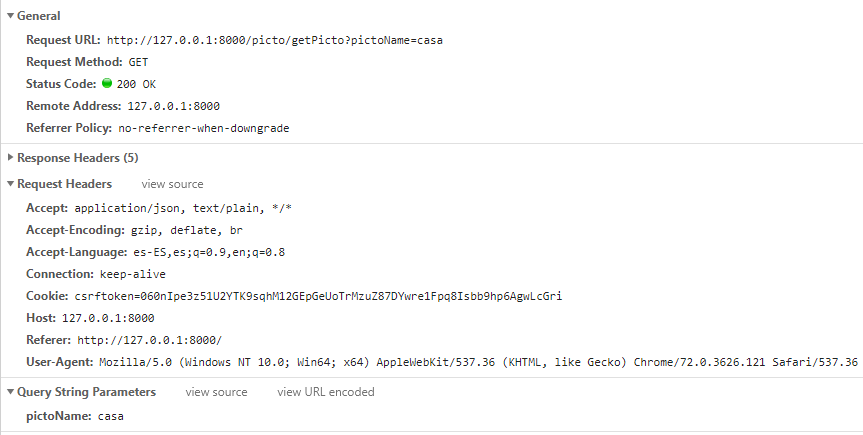 General
Request URL: http://127.0.0.1:8000/picto/getPicto?pictoName=casa
Request Method: GET
Status Code: 200 OK
Remote Address: 127.0.0.1:8000
Referrer Policy: no-referrer-when-downgrade
Response Headers (5)
Request Headers view source
Accept: application/json, text/plain, */*
Accept-Encoding: gzip, deflate, br
Accept-Language: es-ES,es;q=0.9,en;q=0.8
Connection: keep-alive
Cookie: csrftoken=060nIpe3z51U2YTK9sqhM12GEpGeUoTrMzuZ87DYwre1Fpq8Isbb9hp6AgwLcGri
Host: 127.0.0.1:8000
Referer: http://127.0.0.1:8000/
User-Agent: Mozilla/5.0 (Windows NT 10.0; Win64; x64) AppleWebKit/537.36 (KHTML, like Gecko) Chrome/72.0.3626.121 Safari/537.36
Query String Parameters view source view URL encoded
pictoName: casa